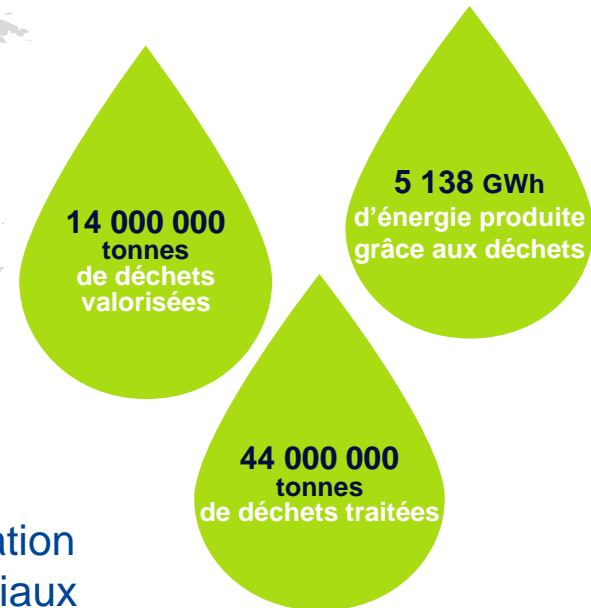 5 138 GWh
d’énergie produite
grâce aux déchets
14 000 000
tonnes
de déchets
valorisées
44 000 000
tonnes
de déchets traitées